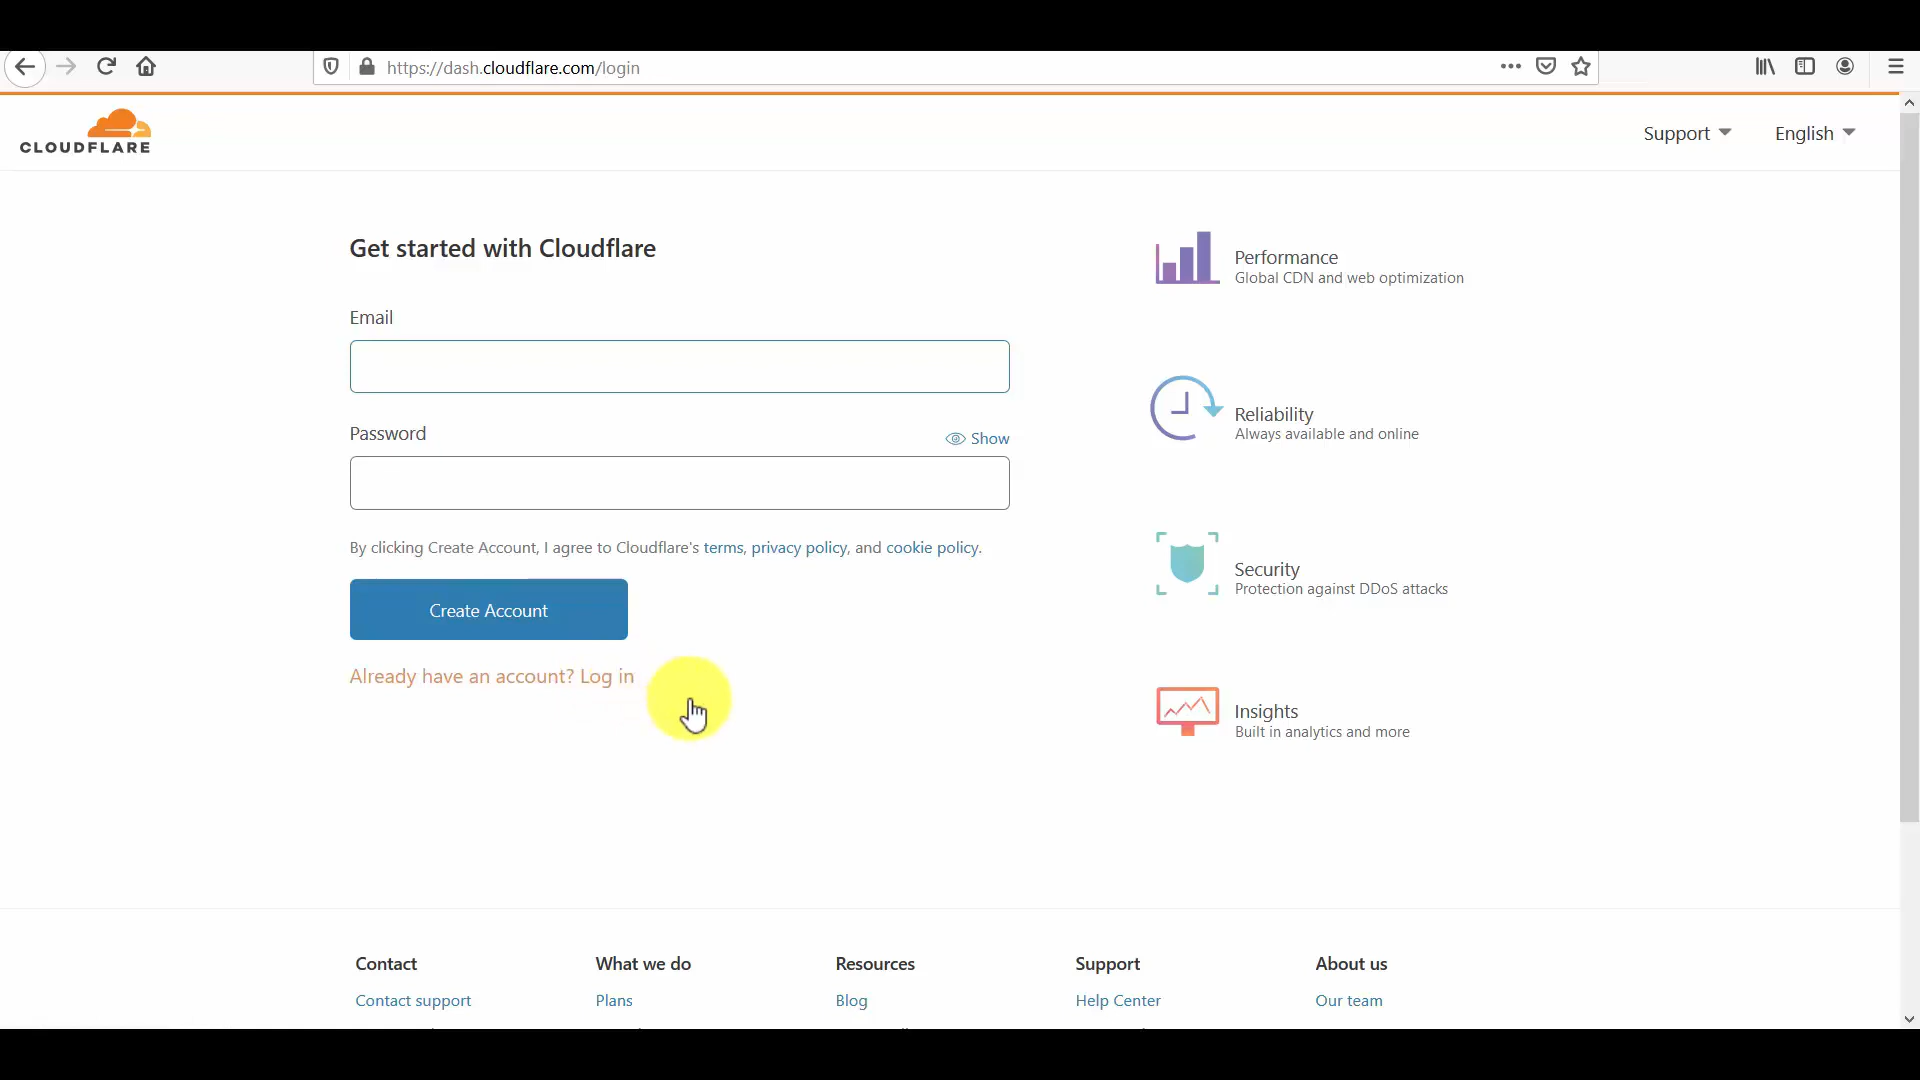 https://dash.cloudflare.com/login
CLOUDFLARE
Support
English
Get started with Cloudflare
Email
Password
Show
By clicking Create Account, I agree to Cloudflare's terms, privacy policy, and cookie policy.
Create Account
Already have an account? Log in
Performance
Global CDN and web optimization
Reliability
Always available and online
Security
Protection against DDoS attacks
Insights
Built in analytics and more
Contact
What we do
Resources
Support
About us
Contact support
Plans
Blog
Help Center
Our team